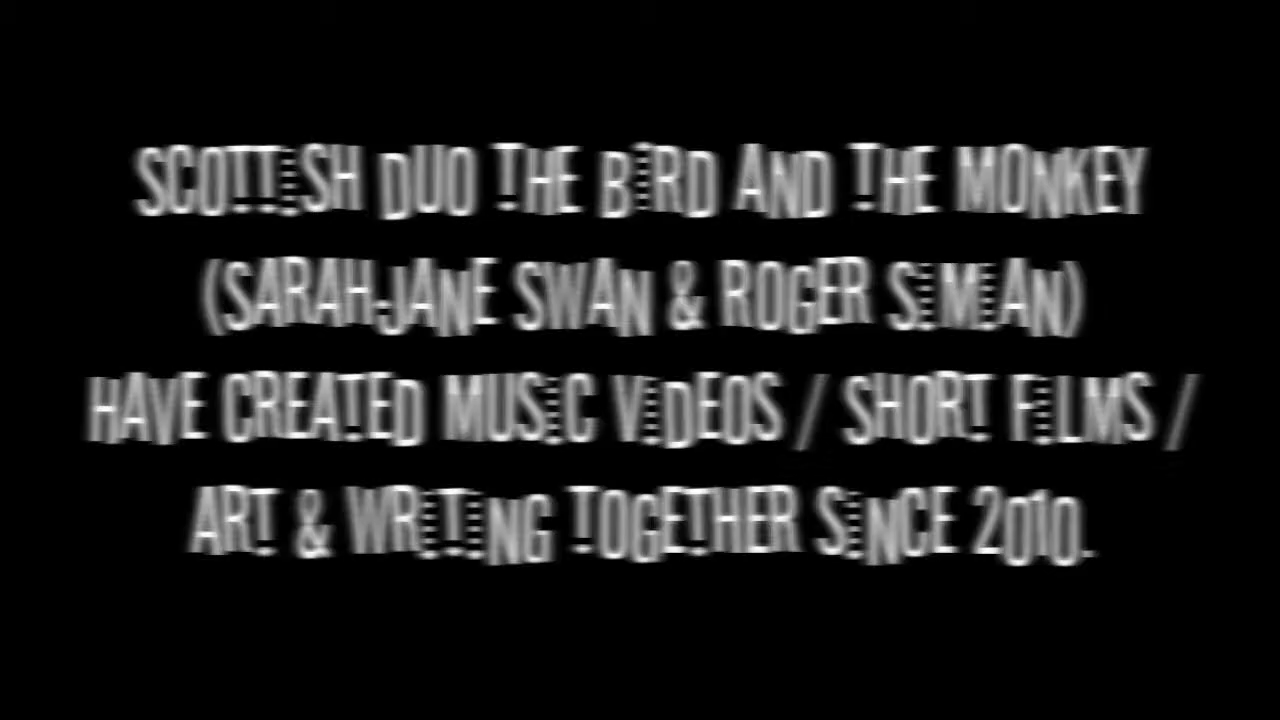 SCOTTISH DUO THE BIRD AND THE MONKEY
(SARAH-JANE SWAN & ROGER SIMIAN)
HAVE CREATED MUSIC VIDEOS / SHORT FILMS /
ART & WRITING TOGETHER SINCE 2010.